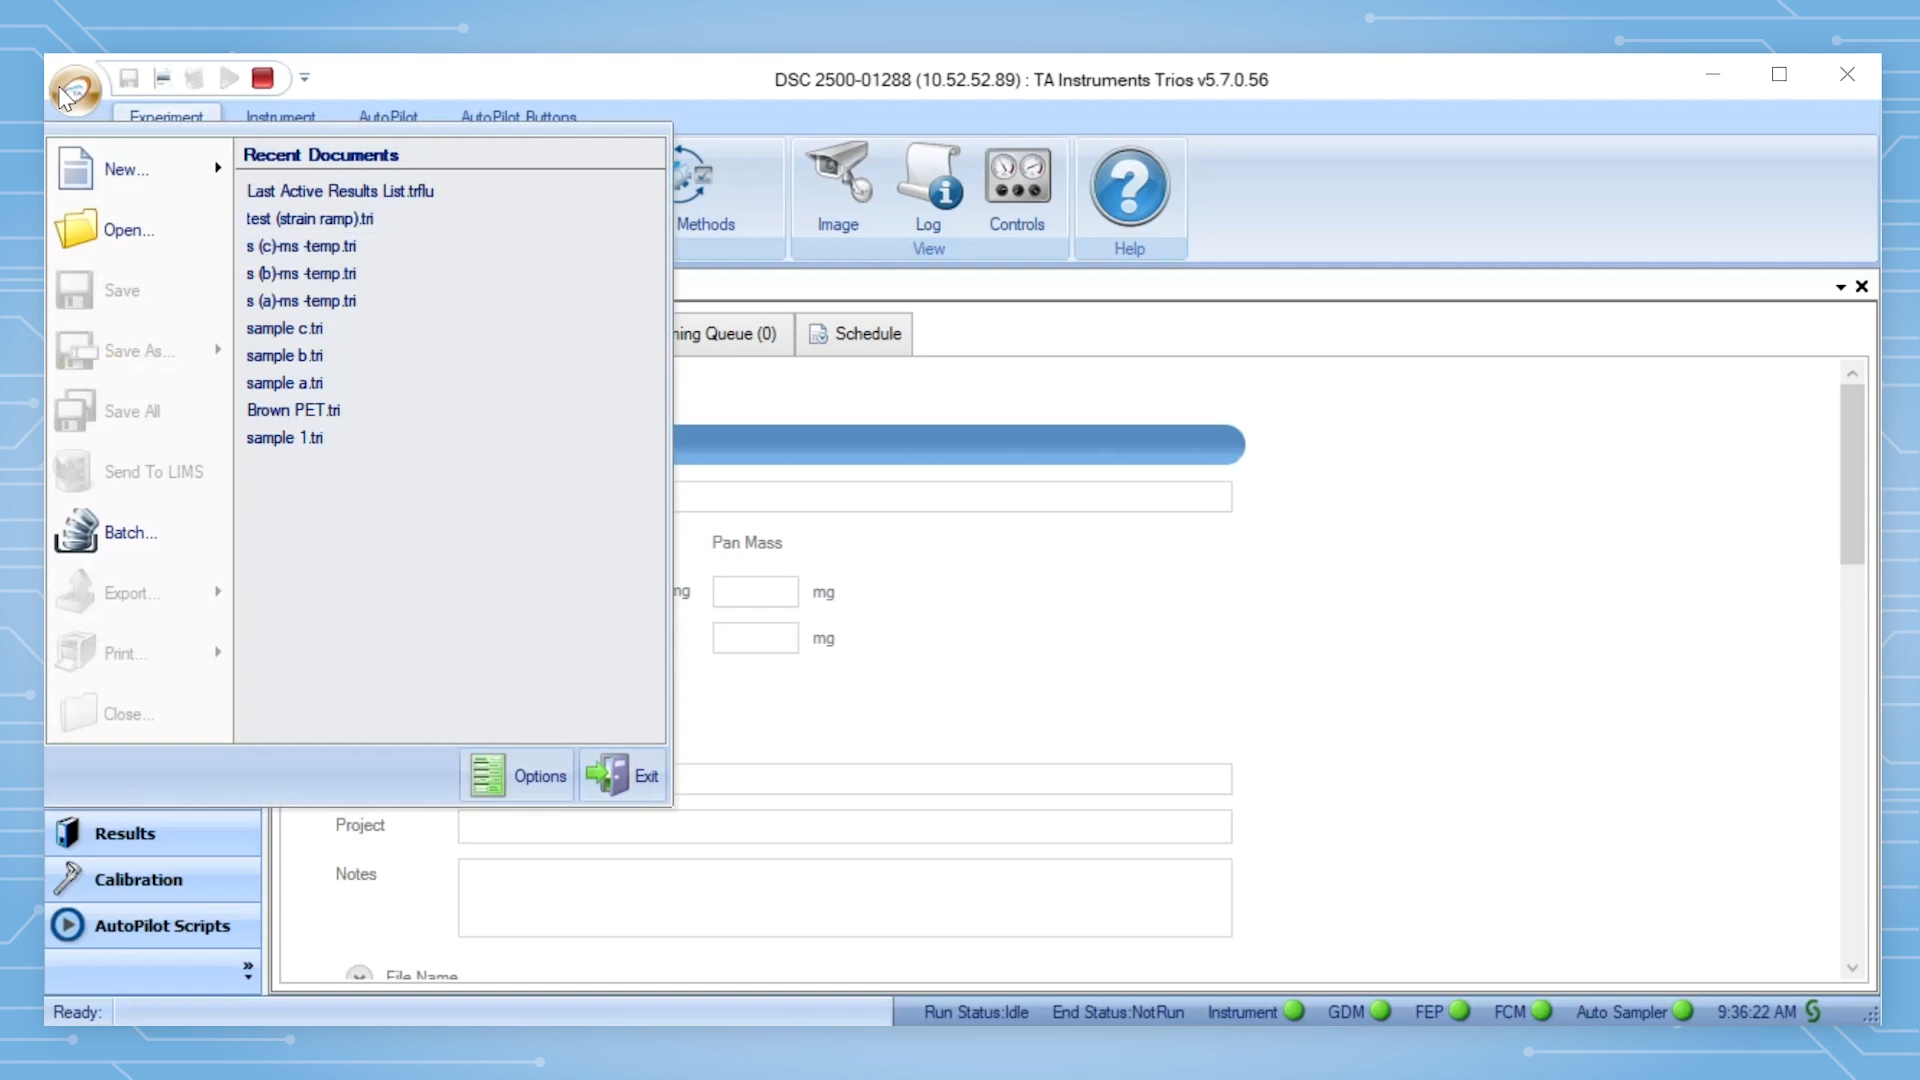 DSC 2500-01288 (10.52.52.89) : TA Instruments Trios v5.7.0.56
TA
Experiment Instrument AutoPilot AutoPilot Buttons
New...
Open...
Save
Save As...
Save All
Send To LIMS
Batch...
Export...
Print...
Close...
Recent Documents
Last Active Results List.trflu
test (strain ramp).tri
s (c)-ms -temp.tri
s (b)-ms -temp.tri
s (a)-ms -temp.tri
sample c.tri
sample b.tri
sample a.tri
Brown PET.tri
sample 1.tri
Options Exit
Methods Image Log Controls
View Help
ning Queue (0) Schedule
Pan Mass
mg mg
mg
Project
Notes
File Name
Results
Calibration
AutoPilot Scripts
Ready: Run Status:Idle End Status:NotRun Instrument GDM FEP FCM Auto Sampler 9:36:22 AM